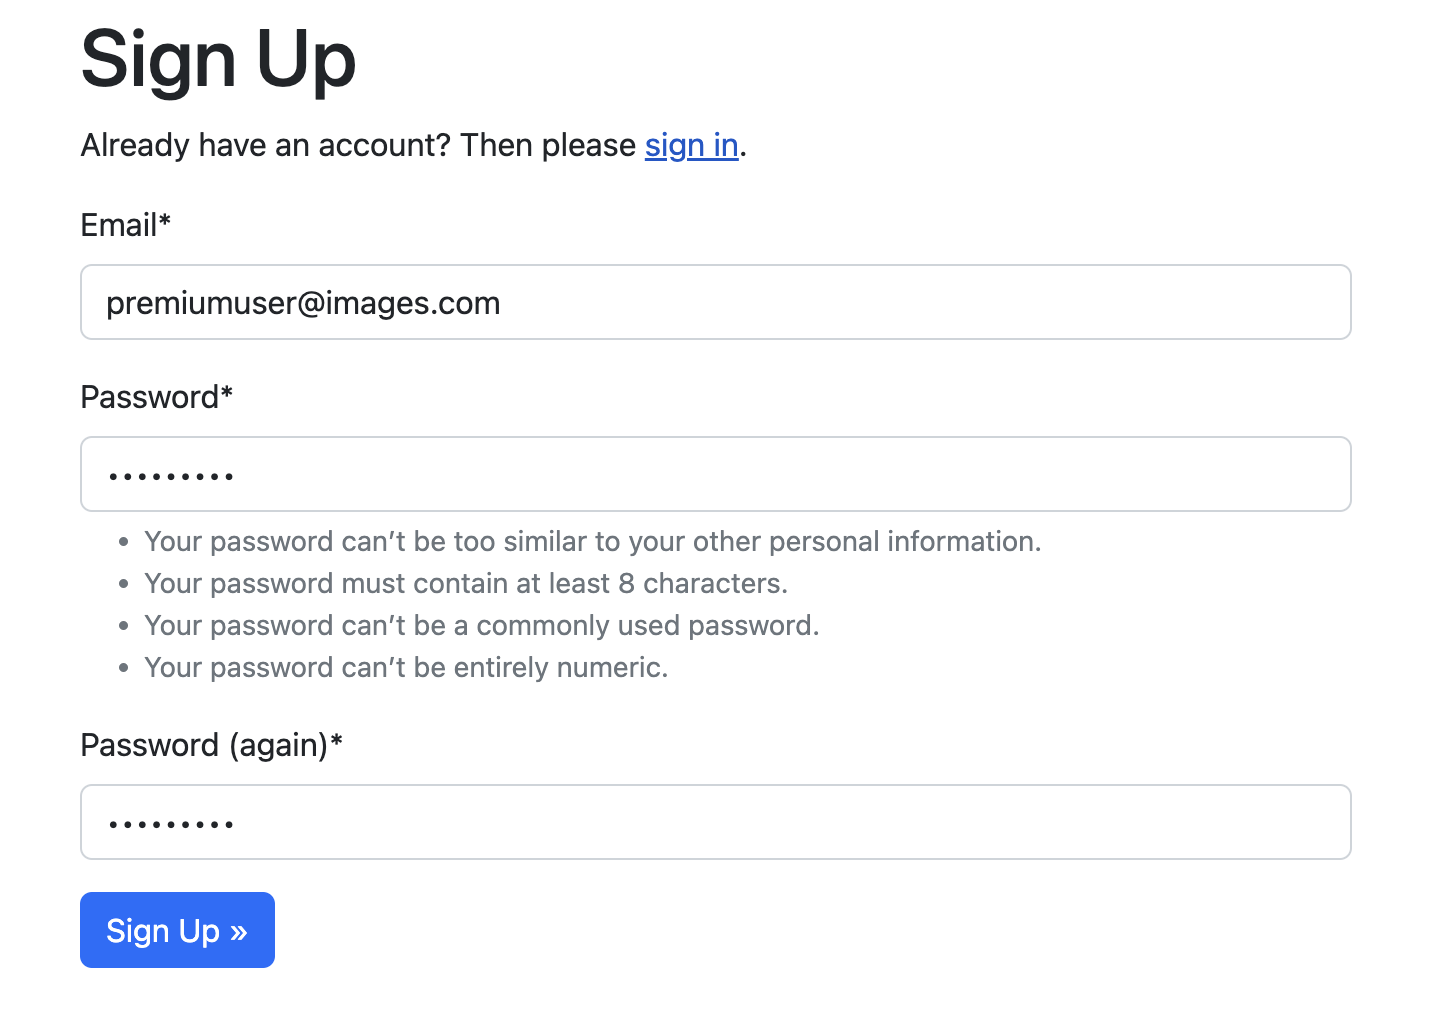 Sign Up
Already have an account? Then please sign in.
Email*
premiumuser@images.com
Password*
•••••••••
• Your password can’t be too similar to your other personal information.
• Your password must contain at least 8 characters.
• Your password can’t be a commonly used password.
• Your password can’t be entirely numeric.
Password (again)*
•••••••••
Sign Up »